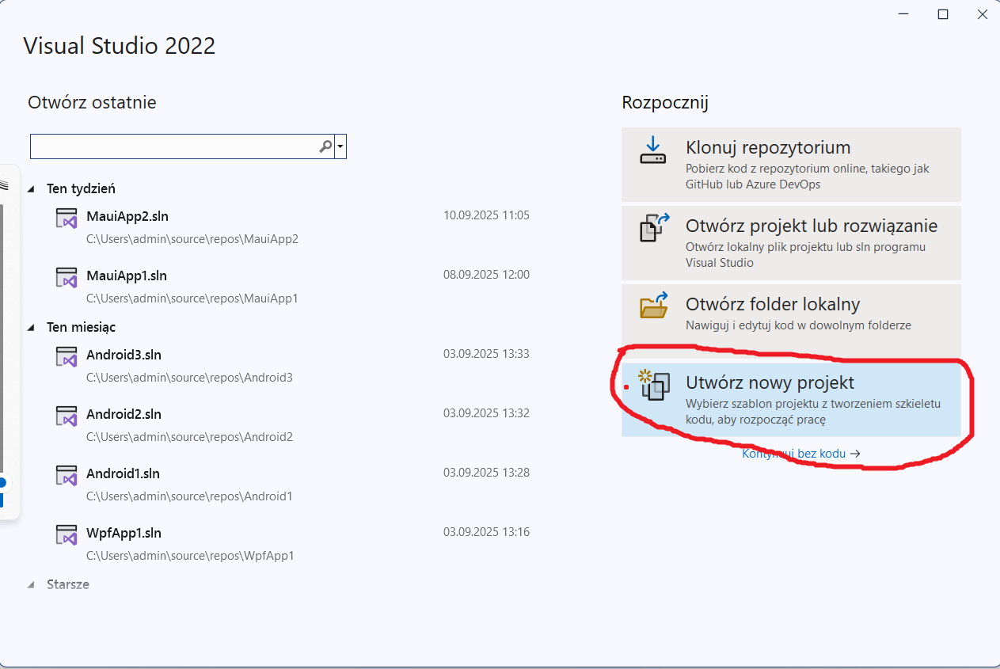 Visual Studio 2022
Otwórz ostatnie
Ten tydzień
MauiApp2.sln 10.09.2025 11:05
C:\Users\admin\source\repos\MauiApp2
MauiApp1.sln 08.09.2025 12:00
C:\Users\admin\source\repos\MauiApp1
Ten miesiąc
Android3.sln 03.09.2025 13:33
C:\Users\admin\source\repos\Android3
Android2.sln 03.09.2025 13:32
C:\Users\admin\source\repos\Android2
Android1.sln 03.09.2025 13:28
C:\Users\admin\source\repos\Android1
WpfApp1.sln 03.09.2025 13:16
C:\Users\admin\source\repos\WpfApp1
Starsze
Rozpocznij
Klonuj repozytorium
Pobierz kod z repozytorium online, takiego jak
GitHub lub Azure DevOps
Otwórz projekt lub rozwiązanie
Otwórz lokalny plik projektu lub sln programu
Visual Studio
Otwórz folder lokalny
Nawiguj i edytuj kod w dowolnym folderze
Utwórz nowy projekt
Wybierz szablon projektu z tworzeniem szkieletu
kodu, aby rozpocząć pracę
Kontynuuj bez kodu →